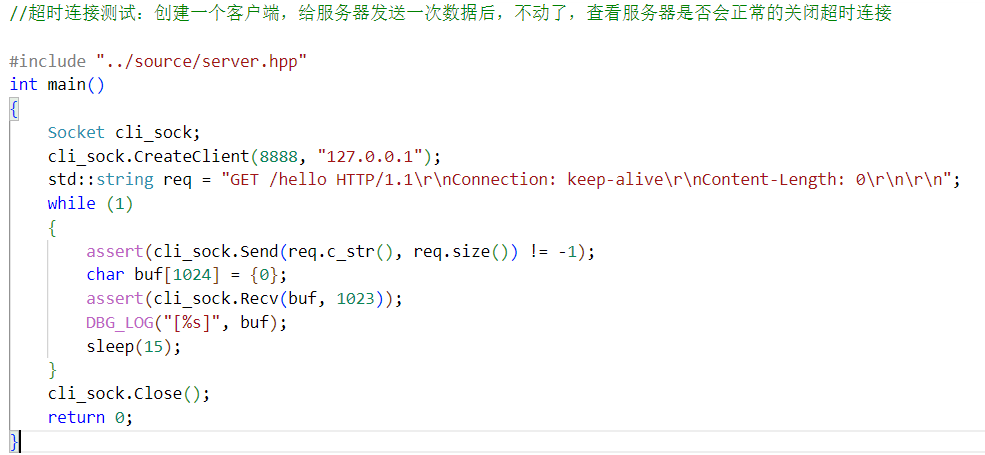 //超时连接测试：创建一个客户端，给服务器发送一次数据后，不动了，查看服务器是否会正常的关闭超时连接
#include "../source/server.hpp"
int main()
{
    Socket cli_sock;
    cli_sock.CreateClient(8888, "127.0.0.1");
    std::string req = "GET /hello HTTP/1.1\r\nConnection: keep-alive\r\nContent-Length: 0\r\n\r\n";
    while (1)
    {
        assert(cli_sock.Send(req.c_str(), req.size()) != -1);
        char buf[1024] = {0};
        assert(cli_sock.Recv(buf, 1023));
        DBG_LOG("[%s]", buf);
        sleep(15);
    }
    cli_sock.Close();
    return 0;
}